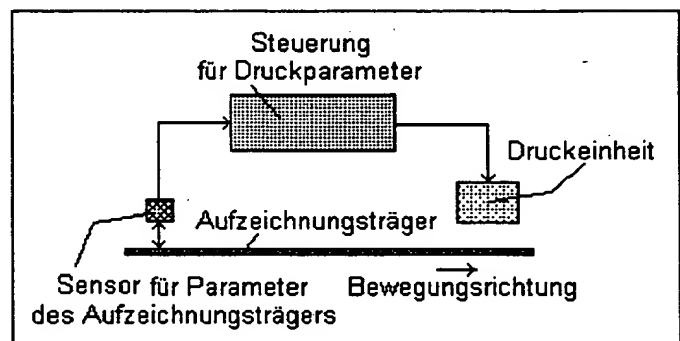 Steuerung
für Druckparameter
Druckeinheit
Aufzeichnungsträger
Sensor für Parameter
des Aufzeichnungsträgers
Bewegungsrichtung